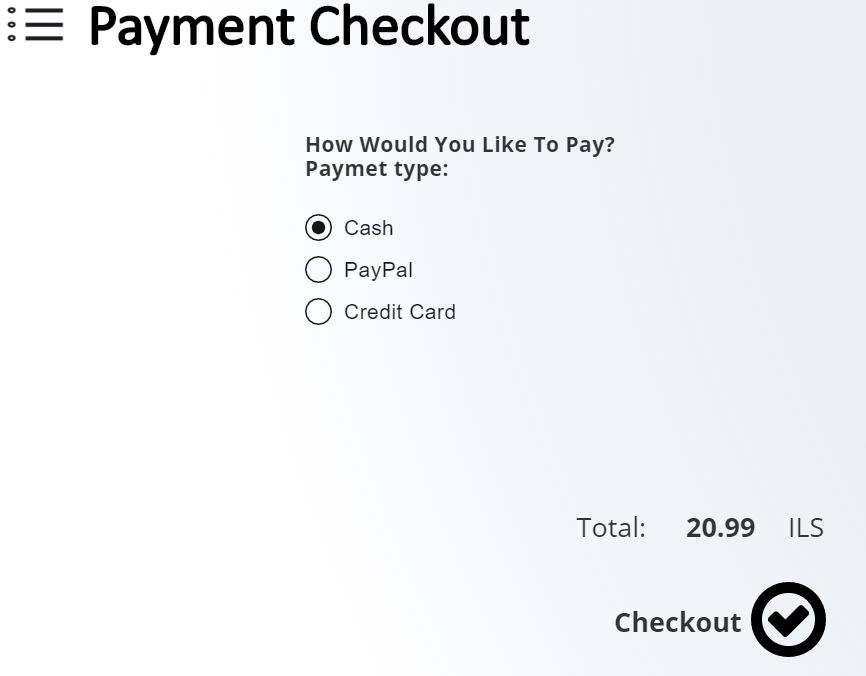 Payment Checkout
How Would You Like To Pay?
Paymet type:
Cash
PayPal
Credit Card
Total: 20.99 ILS
Checkout